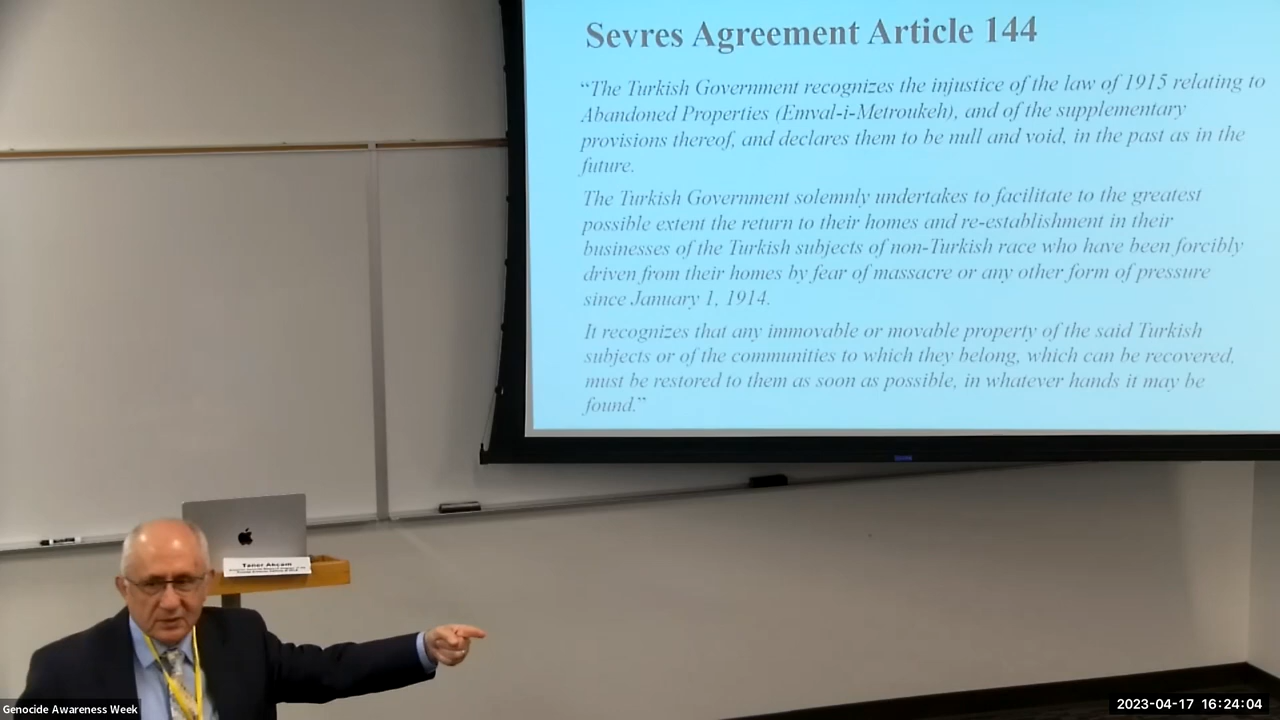 Sevres Agreement Article 144
“The Turkish Government recognizes the injustice of the law of 1915 relating to
Abandoned Properties (Emval-i-Metroukeh), and of the supplementary
provisions thereof, and declares them to be null and void, in the past as in the
future.
The Turkish Government solemnly undertakes to facilitate to the greatest
possible extent the return to their homes and re-establishment in their
businesses of the Turkish subjects of non-Turkish race who have been forcibly
driven from their homes by fear of massacre or any other form of pressure
since January 1, 1914.
It recognizes that any immovable or movable property of the said Turkish
subjects or of the communities to which they belong, which can be recovered,
must be restored to them as soon as possible, in whatever hands it may be
found.”
Taner Akçam
Genocide Awareness Week
2023-04-17 16:24:04